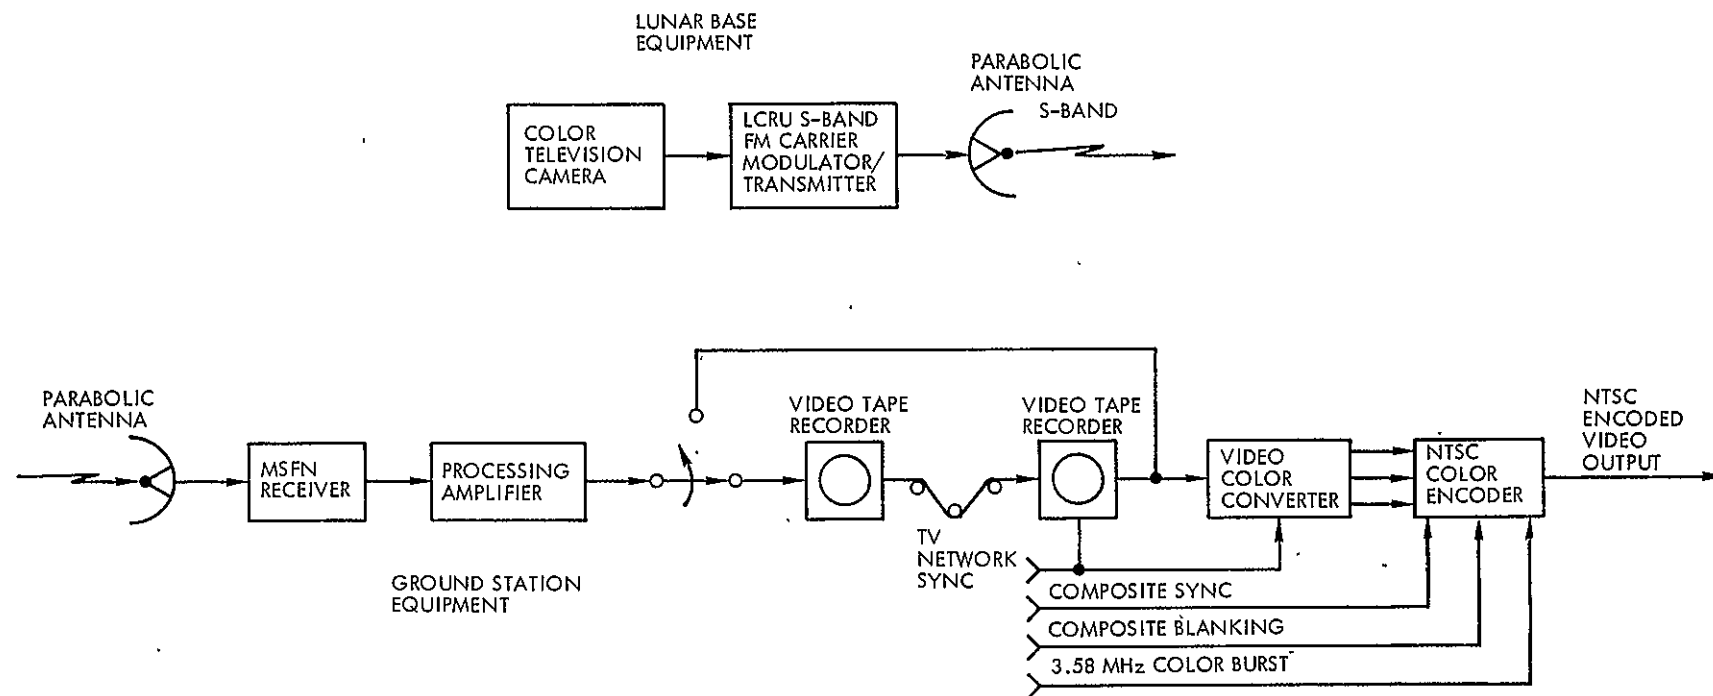 LUNAR BASE
EQUIPMENT
COLOR
TELEVISION
CAMERA
LCRU S-BAND
FM CARRIER
MODULATOR/
TRANSMITTER
PARABOLIC
ANTENNA
S-BAND
PARABOLIC
ANTENNA
MSFN
RECEIVER
PROCESSING
AMPLIFIER
VIDEO TAPE
RECORDER
VIDEO TAPE
RECORDER
VIDEO
COLOR
CONVERTER
NTSC
COLOR
ENCODER
NTSC
ENCODED
VIDEO
OUTPUT
GROUND STATION
EQUIPMENT
TV
NETWORK
SYNC
COMPOSITE SYNC
COMPOSITE BLANKING
3.58 MHz COLOR BURST